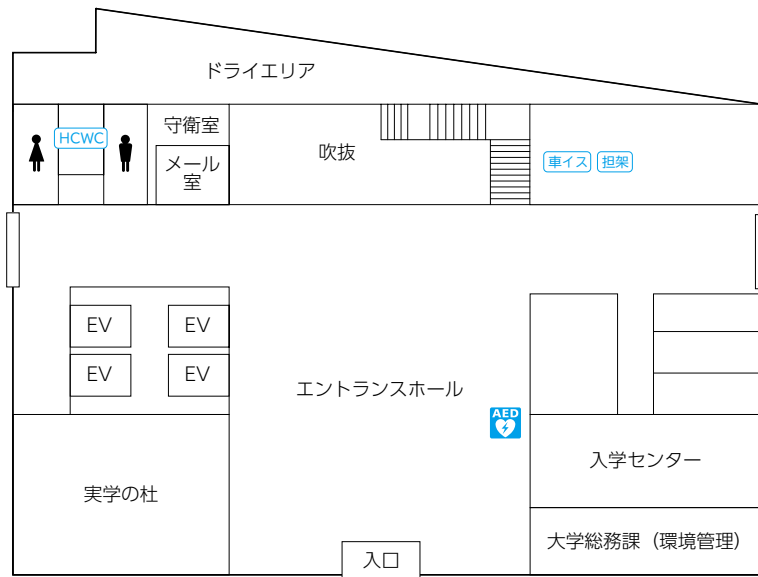 ドライエリア
HCWC
守衛室
メール
室
吹抜
車イス
担架
EV
EV
EV
EV
エントランスホール
AED
入学センター
実学の杜
大学総務課（環境管理）
入口